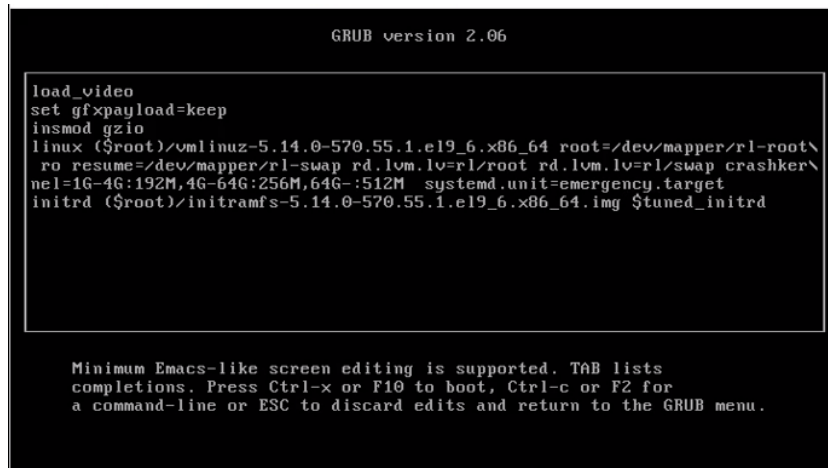 GRUB version 2.06
load_video
set gfxpayload=keep
insmod gzio
linux ($root)/vmlinuz-5.14.0-570.55.1.el9_6.x86_64 root=/dev/mapper/rl-root\
 ro resume=/dev/mapper/rl-swap rd.lvm.lv=rl/root rd.lvm.lv=rl/swap crashker\
nel=1G-4G:192M,4G-64G:256M,64G-:512M  systemd.unit=emergency.target
initrd ($root)/initramfs-5.14.0-570.55.1.el9_6.x86_64.img $tuned_initrd
Minimum Emacs-like screen editing is supported. TAB lists
completions. Press Ctrl-x or F10 to boot, Ctrl-c or F2 for
a command-line or ESC to discard edits and return to the GRUB menu.